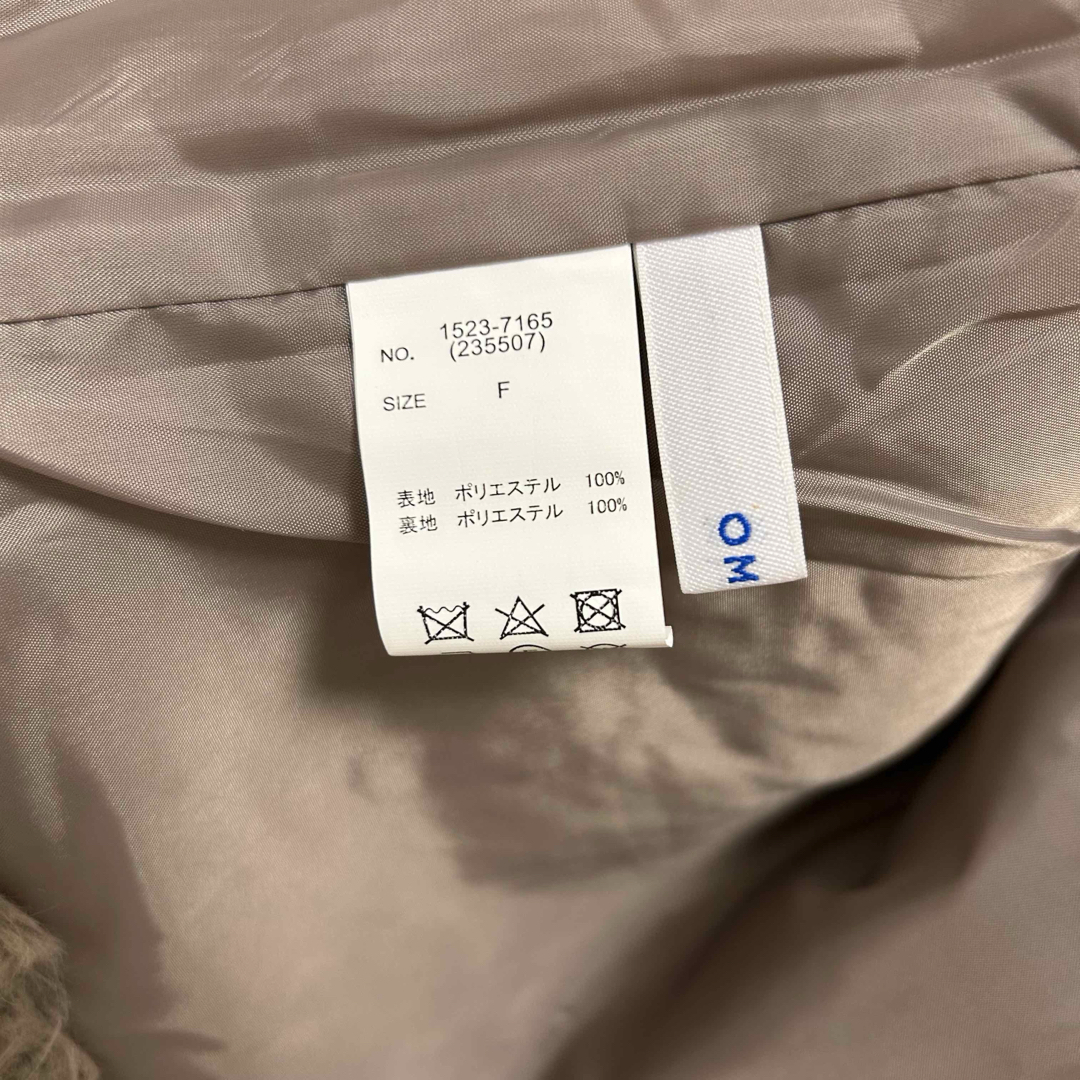 1523-7165
NO. (235507)
SIZE F
表地 ポリエステル 100%
裏地 ポリエステル 100%
OM